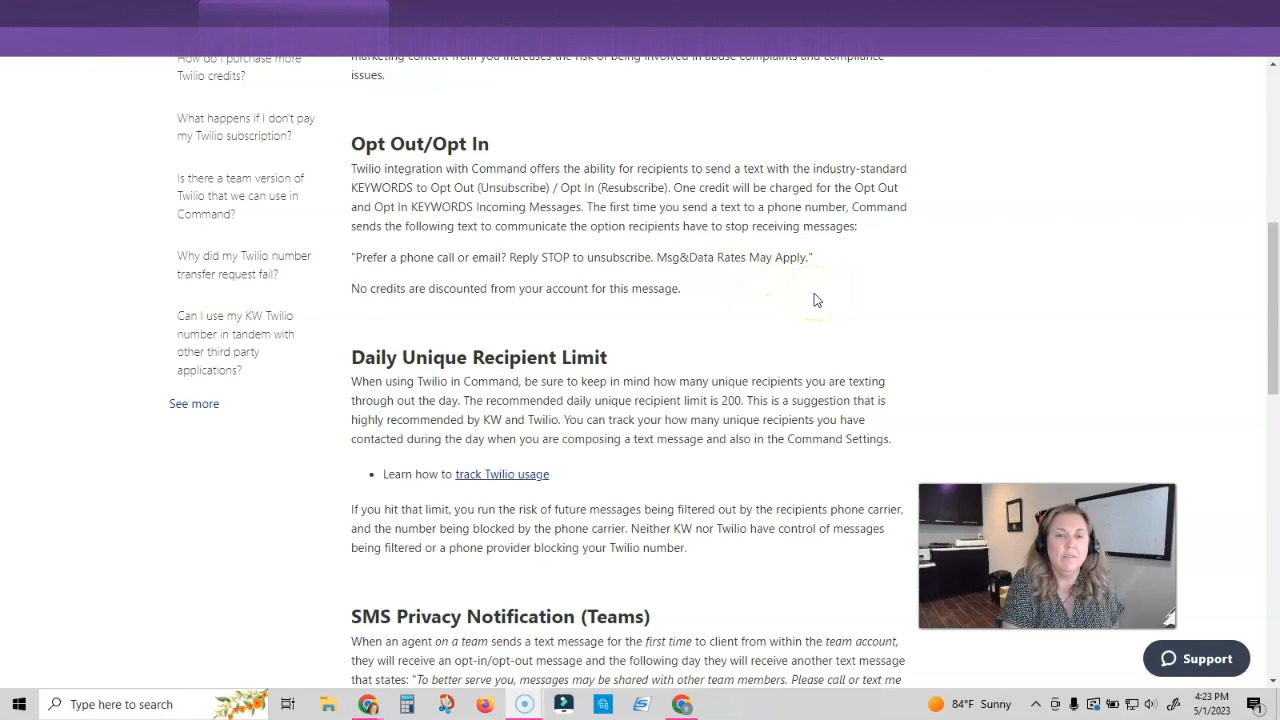 How do I purchase more
Twilio credits?
What happens if I don't pay
my Twilio subscription?
Is there a team version of
Twilio that we can use in
Command?
Why did my Twilio number
transfer request fail?
Can I use my KW Twilio
number in tandem with
other third party
applications?
See more
marketing content from you increases the risk of being involved in abuse complaints and compliance
issues.
Opt Out/Opt In
Twilio integration with Command offers the ability for recipients to send a text with the industry-standard
KEYWORDS to Opt Out (Unsubscribe) / Opt In (Resubscribe). One credit will be charged for the Opt Out
and Opt In KEYWORDS Incoming Messages. The first time you send a text to a phone number, Command
sends the following text to communicate the option recipients have to stop receiving messages:
"Prefer a phone call or email? Reply STOP to unsubscribe. Msg&Data Rates May Apply."
No credits are discounted from your account for this message.
Daily Unique Recipient Limit
When using Twilio in Command, be sure to keep in mind how many unique recipients you are texting
through out the day. The recommended daily unique recipient limit is 200. This is a suggestion that is
highly recommended by KW and Twilio. You can track your how many unique recipients you have
contacted during the day when you are composing a text message and also in the Command Settings.
• Learn how to track Twilio usage
If you hit that limit, you run the risk of future messages being filtered out by the recipients phone carrier,
and the number being blocked by the phone carrier. Neither KW nor Twilio have control of messages
being filtered or a phone provider blocking your Twilio number.
SMS Privacy Notification (Teams)
When an agent on a team sends a text message for the first time to client from within the team account,
they will receive an opt-in/opt-out message and the following day they will receive another text message
that states: "To better serve you, messages may be shared with other team members. Please call or text me
Support
Type here to search
84°F Sunny
4:23 PM
5/1/2023